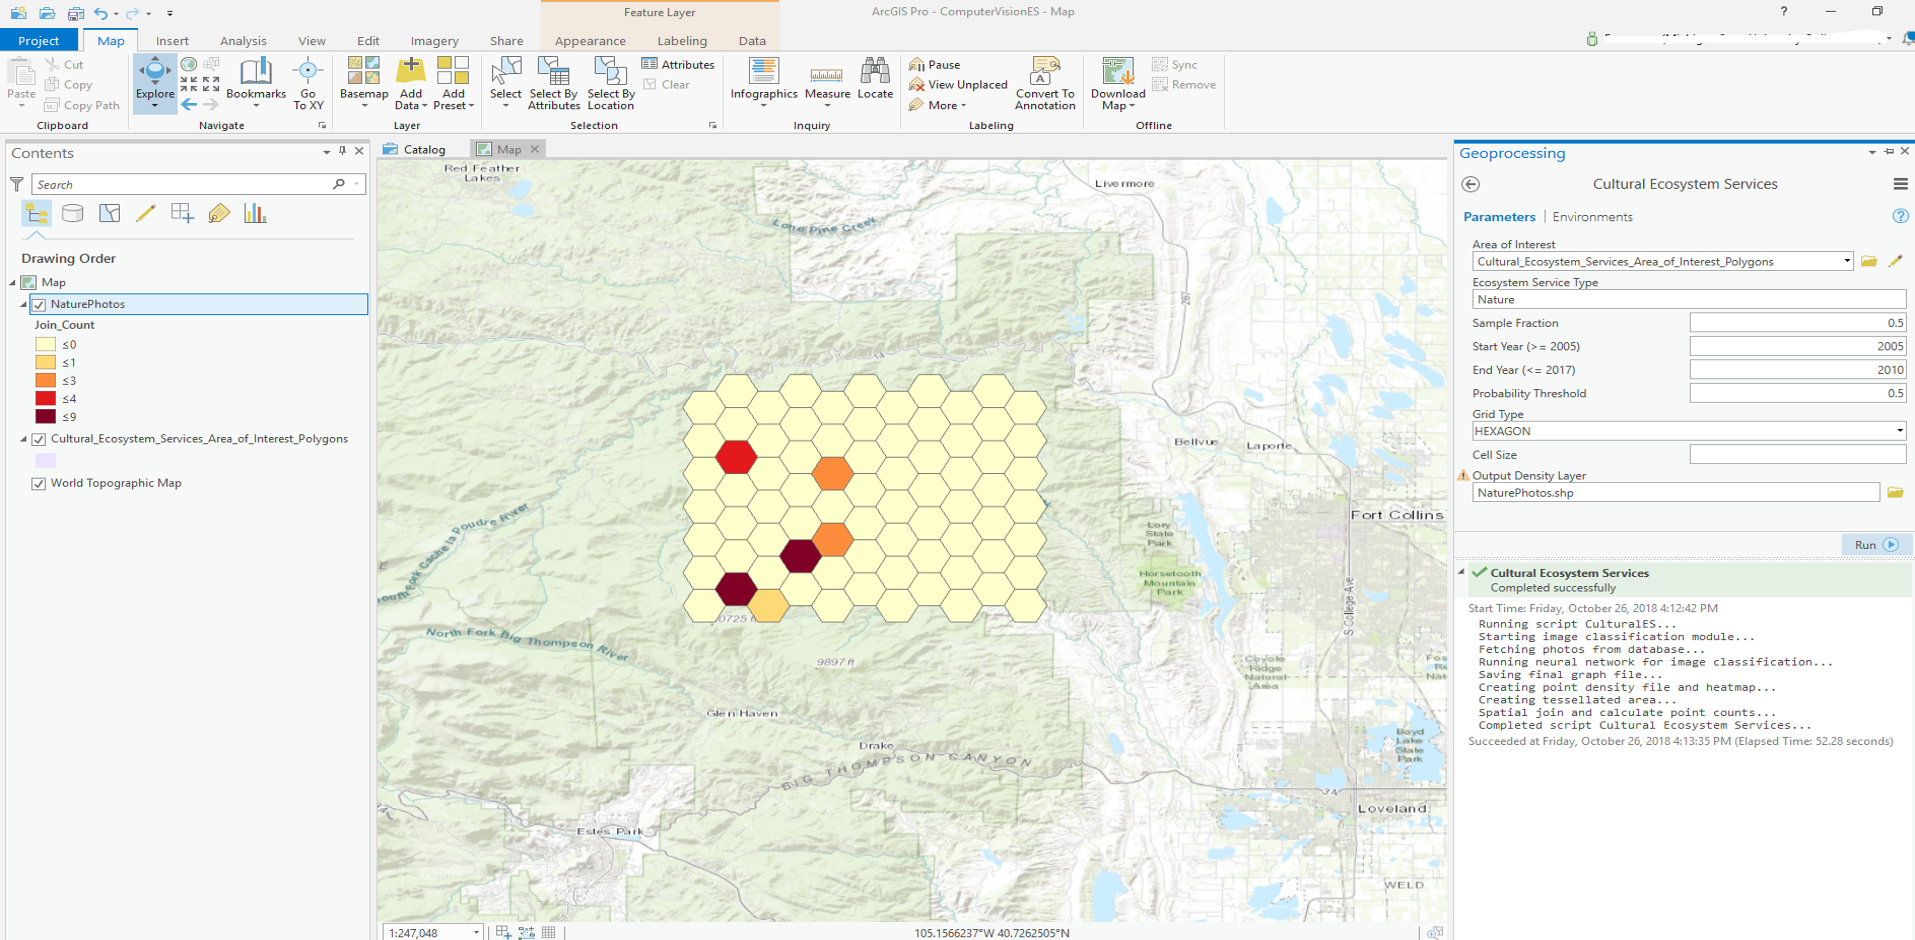 Feature Layer
ArcGIS Pro - ComputerVisionES - Map
?
Project
Map
Insert
Analysis
View
Edit
Imagery
Share
Appearance
Labeling
Data
Paste
Cut
Copy
Copy Path
Clipboard
Explore
Bookmarks
Go
To XY
Navigate
Basemap
Add
Data
Add
Preset
Layer
Select
Select By
Attributes
Select By
Location
Attributes
Clear
Selection
Infographics
Measure
Locate
Inquiry
Pause
View Unplaced
More
Convert To
Annotation
Labeling
Download
Map
Sync
Remove
Offline
Contents
Search
Drawing Order
Map
NaturePhotos
Join_Count
≤0
≤1
≤3
≤4
≤9
Cultural_Ecosystem_Services_Area_of_Interest_Polygons
World Topographic Map
Catalog
Map
Red Feather
Lakes
Livermore
Lone Pine Creek
287
14
Bellvue
Laporte
Fort Collins
Lory
State
Park
Horsetooth
Mountain
Park
South Fork Cache la Poudre River
North Fork Big Thompson River
9897 ft
S College Ave
Coyote
Ridge
Natural
Area
Glen Haven
Drake
BIG THOMPSON CANYON
Boyd
Lake
State
Park
34
Loveland
Estes Park
WELD
1:247,048
105.1566237°W 40.7262505°N
Geoprocessing
Cultural Ecosystem Services
Parameters | Environments
?
Area of Interest
Cultural_Ecosystem_Services_Area_of_Interest_Polygons
Ecosystem Service Type
Nature
Sample Fraction 0.5
Start Year (>= 2005) 2005
End Year (<= 2017) 2010
Probability Threshold 0.5
Grid Type
HEXAGON
Cell Size
Output Density Layer
NaturePhotos.shp
Run
Cultural Ecosystem Services
Completed successfully
Start Time: Friday, October 26, 2018 4:12:42 PM
Running script CulturalES...
Starting image classification module...
Fetching photos from database...
Running neural network for image classification...
Saving final graph file...
Creating point density file and heatmap...
Creating tessellated area...
Spatial join and calculate point counts...
Completed script Cultural Ecosystem Services...
Succeeded at Friday, October 26, 2018 4:13:35 PM (Elapsed Time: 52.28 seconds)